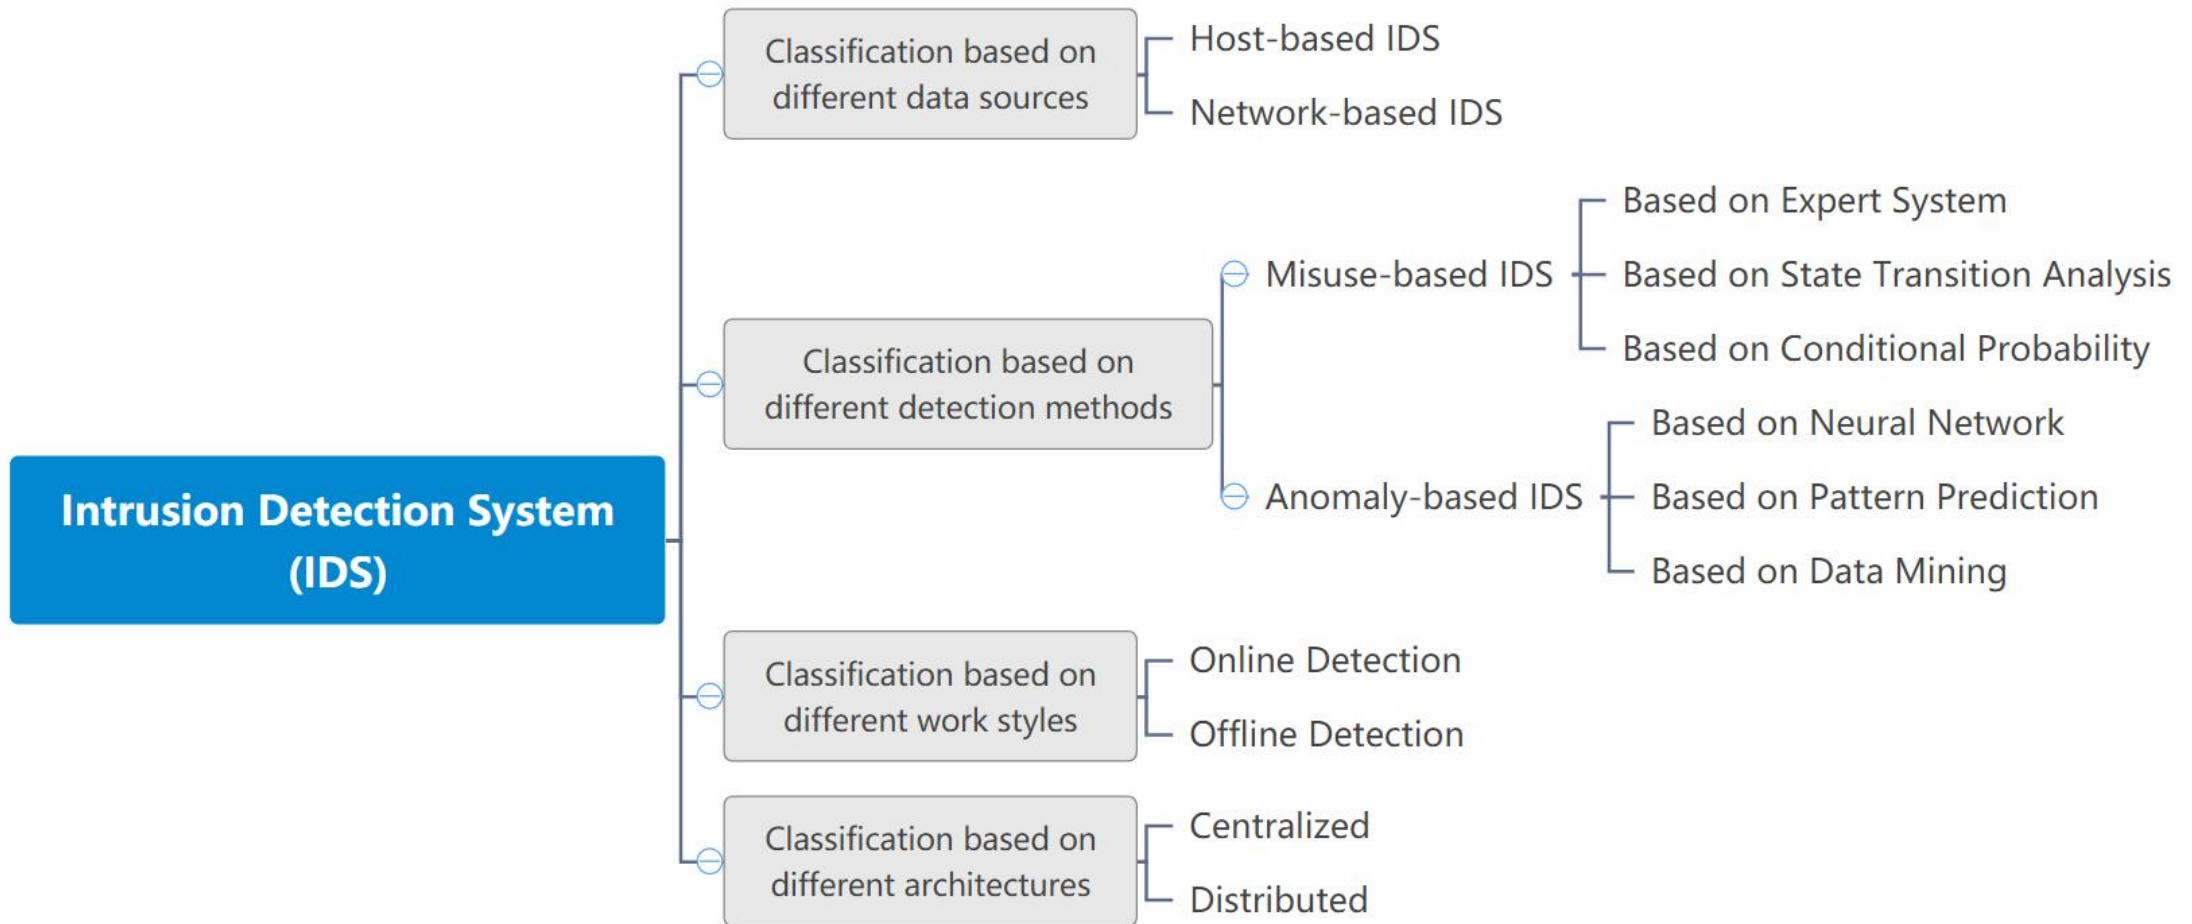 Intrusion Detection System
(IDS)
Classification based on
different data sources
Host-based IDS
Network-based IDS
Classification based on
different detection methods
Misuse-based IDS
Based on Expert System
Based on State Transition Analysis
Based on Conditional Probability
Anomaly-based IDS
Based on Neural Network
Based on Pattern Prediction
Based on Data Mining
Classification based on
different work styles
Online Detection
Offline Detection
Classification based on
different architectures
Centralized
Distributed